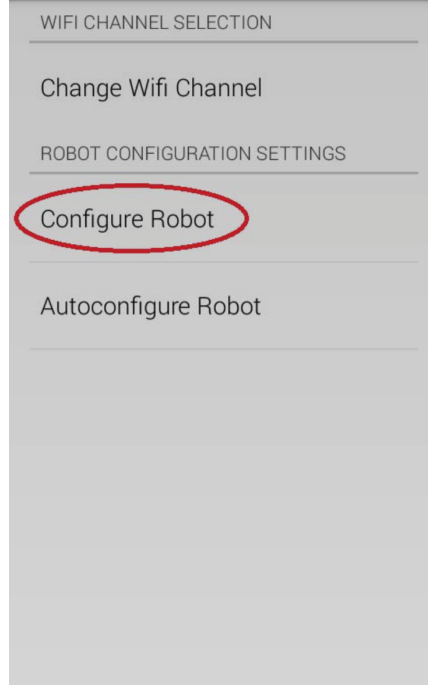 WIFI CHANNEL SELECTION
Change Wifi Channel
ROBOT CONFIGURATION SETTINGS
Configure Robot
Autoconfigure Robot